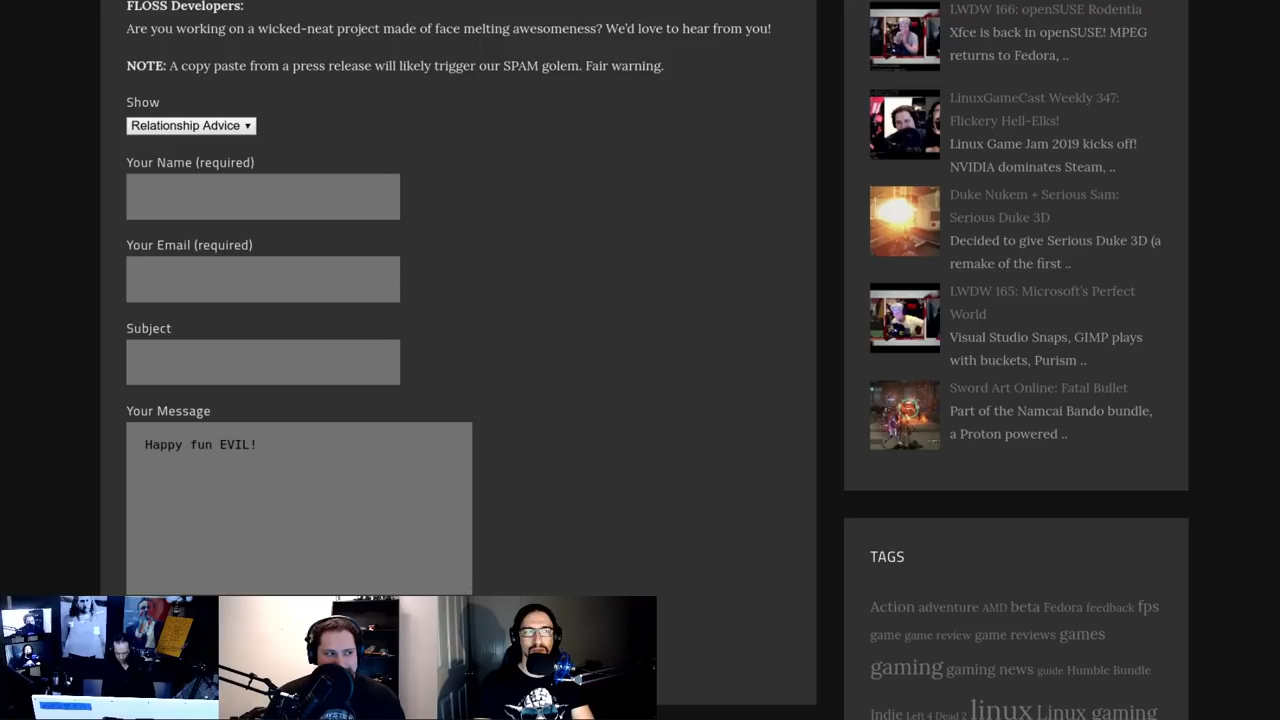 FLOSS Developers:
Are you working on a wicked-neat project made of face melting awesomeness? We'd love to hear from you!
NOTE: A copy paste from a press release will likely trigger our SPAM golem. Fair warning.
Show
Relationship Advice ▾
Your Name (required)
Your Email (required)
Subject
Your Message
Happy fun EVIL!
LWDW 166: openSUSE Rodentia
Xfce is back in openSUSE! MPEG
returns to Fedora, ..
LinuxGameCast Weekly 347:
Flickery Hell-Elks!
Linux Game Jam 2019 kicks off!
NVIDIA dominates Steam, ..
Duke Nukem + Serious Sam:
Serious Duke 3D
Decided to give Serious Duke 3D (a
remake of the first ..
LWDW 165: Microsoft's Perfect
World
Visual Studio Snaps, GIMP plays
with buckets, Purism ..
Sword Art Online: Fatal Bullet
Part of the Namcai Bando bundle,
a Proton powered ..
TAGS
Action adventure AMD beta Fedora feedback fps
game game review game reviews games
gaming gaming news guide Humble Bundle
Indie Left 4 Dead 2 linux Linux gaming